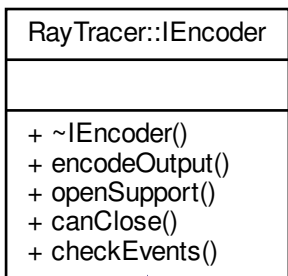 RayTracer::IEncoder
+ ~IEncoder()
+ encodeOutput()
+ openSupport()
+ canClose()
+ checkEvents()